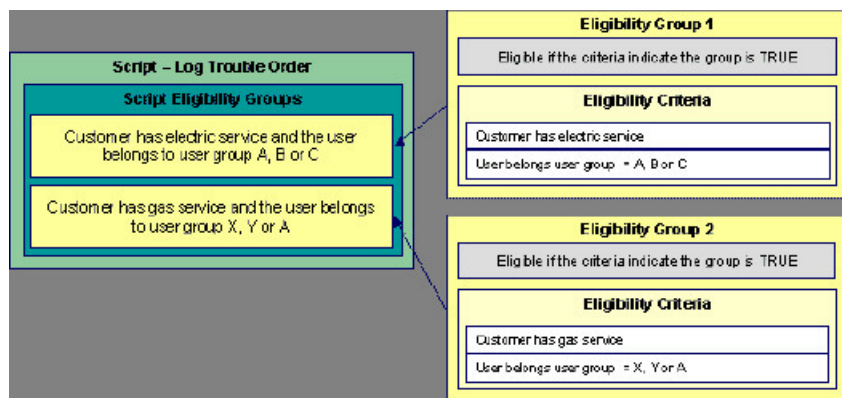 Script – Log Trouble Order
Script Eligibility Groups
Customer has electric service and the user
belongs to user group A, B or C
Customer has gas service and the user belongs
to user group X, Y or A
Eligibility Group 1
Eligible if the criteria indicate the group is TRUE
Eligibility Criteria
Customer has electric service
User belongs user group = A, B or C
Eligibility Group 2
Eligible if the criteria indicate the group is TRUE
Eligibility Criteria
Customer has gas service
User belongs user group = X, Y or A